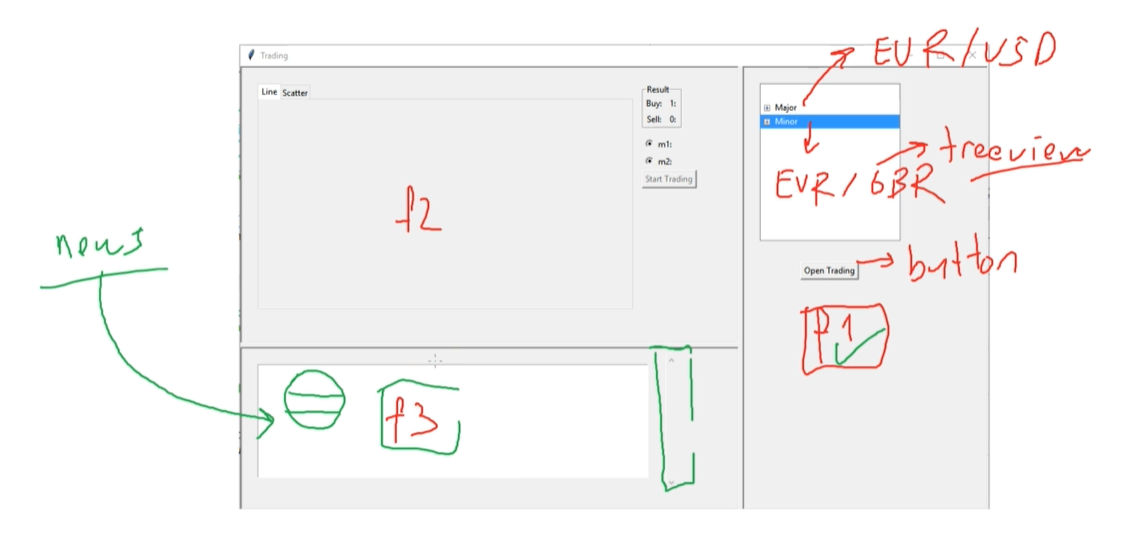 Trading
EUR/USD
Line Scatter
Result
Buy: 1:
Sell: 0:
m1:
m2:
Start Trading
Major
Minor
treeview
EUR/GBR
f2
news
Open Trading
button
P1
f3